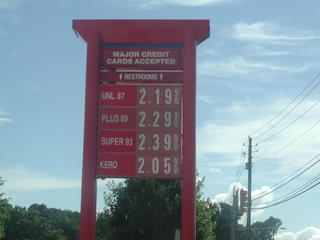 MAJOR CREDIT
CARDS ACCEPTED
RESTROOMS
UNL 87 2.19
PLUS 89 2.29
SUPER 93 2.39
KERO 2.05